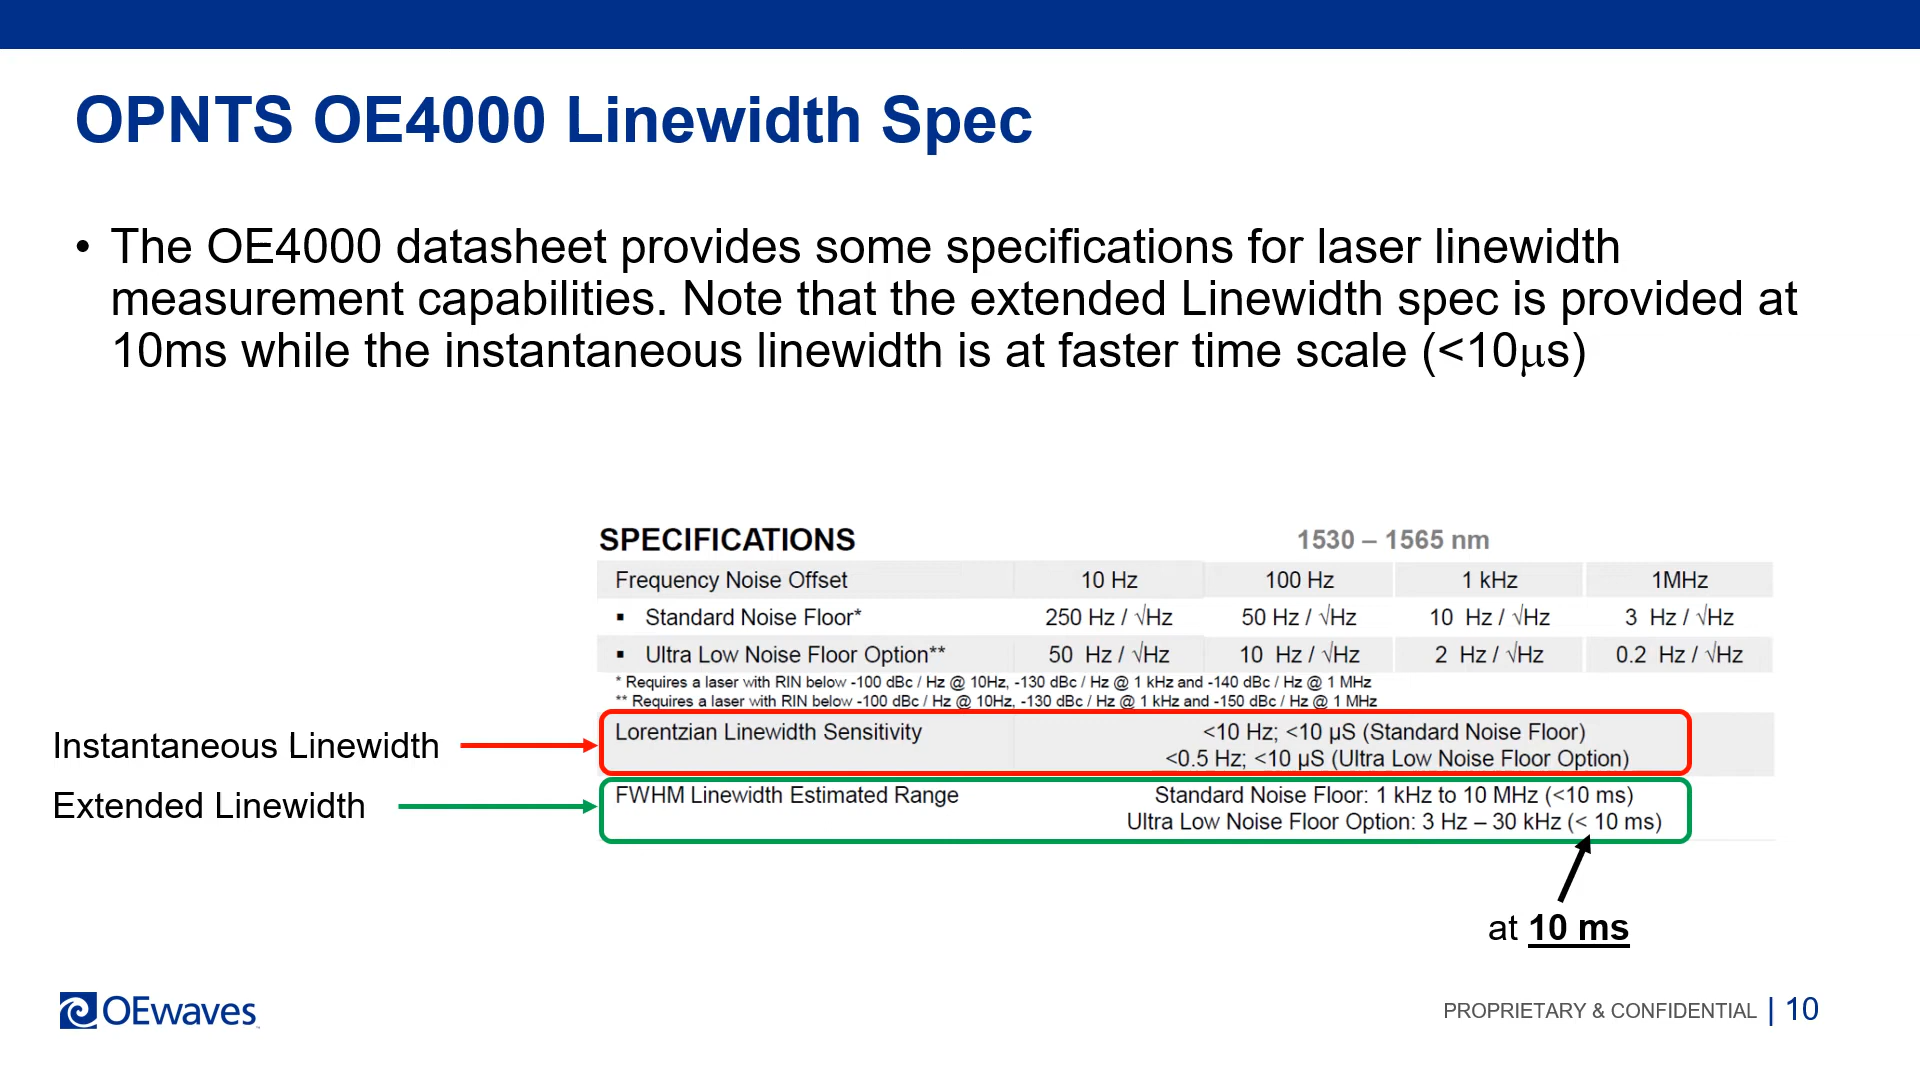 OPNTS OE4000 Linewidth Spec
• The OE4000 datasheet provides some specifications for laser linewidth
measurement capabilities. Note that the extended Linewidth spec is provided at
10ms while the instantaneous linewidth is at faster time scale (<10μs)
SPECIFICATIONS 1530 – 1565 nm
Frequency Noise Offset 10 Hz 100 Hz 1 kHz 1MHz
▪ Standard Noise Floor* 250 Hz / √Hz 50 Hz / √Hz 10 Hz / √Hz 3 Hz / √Hz
▪ Ultra Low Noise Floor Option** 50 Hz / √Hz 10 Hz / √Hz 2 Hz / √Hz 0.2 Hz / √Hz
* Requires a laser with RIN below -100 dBc / Hz @ 10Hz, -130 dBc / Hz @ 1 kHz and -140 dBc / Hz @ 1 MHz
** Requires a laser with RIN below -100 dBc / Hz @ 10Hz, -130 dBc / Hz @ 1 kHz and -150 dBc / Hz @ 1 MHz
Instantaneous Linewidth
Lorentzian Linewidth Sensitivity <10 Hz; <10 µS (Standard Noise Floor)
<0.5 Hz; <10 µS (Ultra Low Noise Floor Option)
Extended Linewidth
FWHM Linewidth Estimated Range Standard Noise Floor: 1 kHz to 10 MHz (<10 ms)
Ultra Low Noise Floor Option: 3 Hz – 30 kHz (< 10 ms)
at 10 ms
OEwaves
PROPRIETARY & CONFIDENTIAL | 10